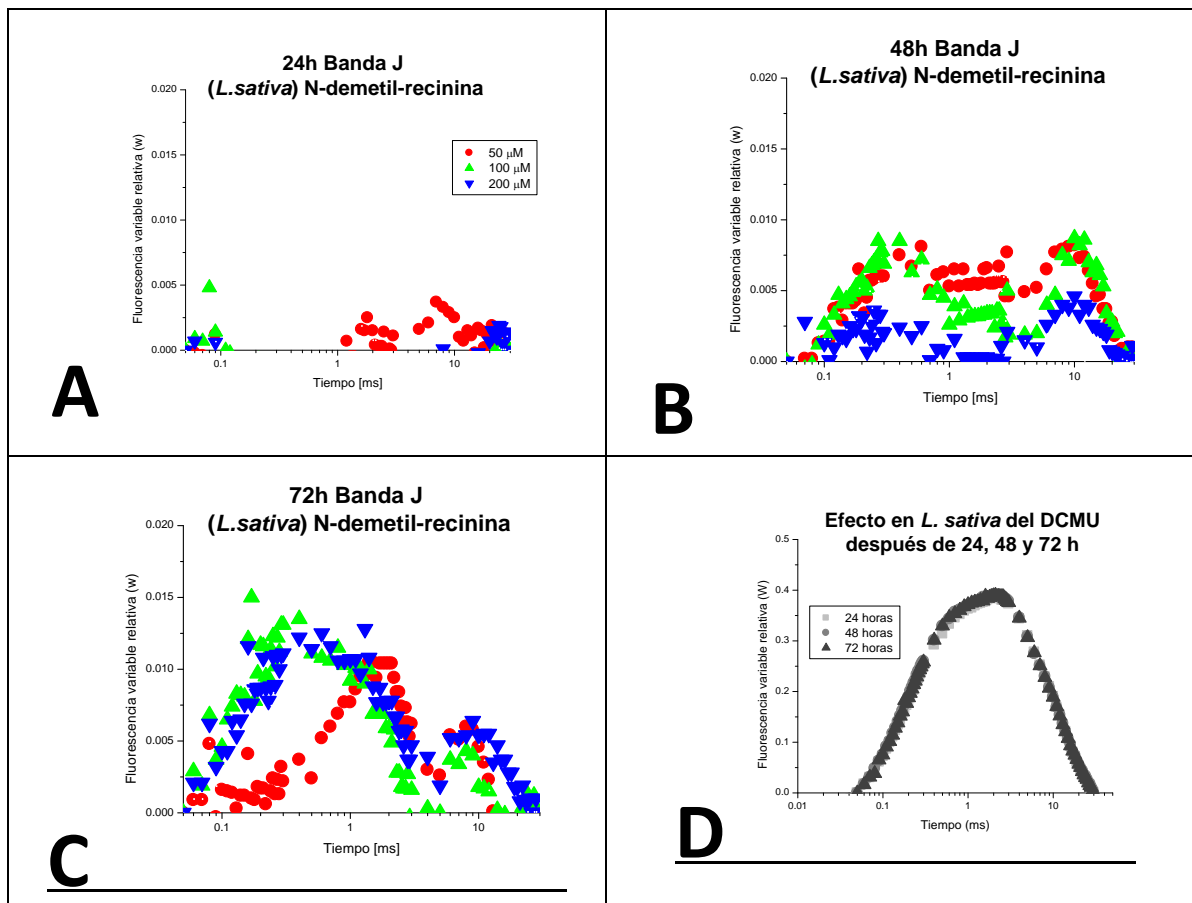 24h Banda J
(L.sativa) N-demetil-recinina
Fluorescencia variable relativa (w)
0.020
0.015
0.010
0.005
0.000
50 μM
100 μM
200 μM
0.1
1
10
Tiempo [ms]
A
48h Banda J
(L.sativa) N-demetil-recinina
Fluorescencia variable relativa (w)
0.020
0.015
0.010
0.005
0.000
0.1
1
10
Tiempo [ms]
B
72h Banda J
(L.sativa) N-demetil-recinina
Fluorescencia variable relativa (w)
0.020
0.015
0.010
0.005
0.000
0.1
1
10
Tiempo [ms]
C
Efecto en L. sativa del DCMU
después de 24, 48 y 72 h
Fluorescencia variable relativa (W)
0.5
0.4
0.3
0.2
0.1
0.0
24 horas
48 horas
72 horas
0.01
0.1
1
10
Tiempo (ms)
D